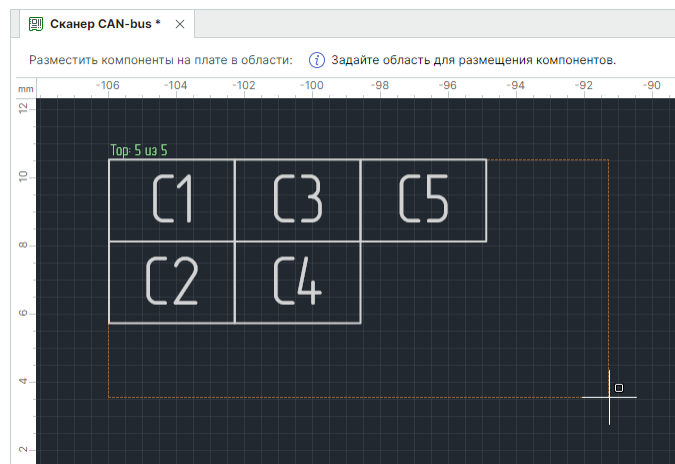 Сканер CAN-bus *
Разместить компоненты на плате в области: Задайте область для размещения компонентов.
mm -106 -104 -102 -100 -98 -96 -94 -92 -90
12
Top: 5 из 5
10
C1 C3 C5
8
C2 C4
6
4
2